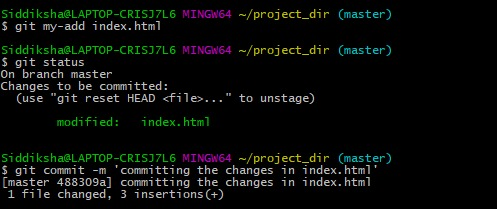 Siddiksha@LAPTOP-CRISJ7L6 MINGW64 ~/project_dir (master)
$ git my-add index.html
Siddiksha@LAPTOP-CRISJ7L6 MINGW64 ~/project_dir (master)
$ git status
On branch master
Changes to be committed:
  (use "git reset HEAD <file>..." to unstage)
        modified:   index.html
Siddiksha@LAPTOP-CRISJ7L6 MINGW64 ~/project_dir (master)
$ git commit -m 'committing the changes in index.html'
[master 488309a] committing the changes in index.html
 1 file changed, 3 insertions(+)